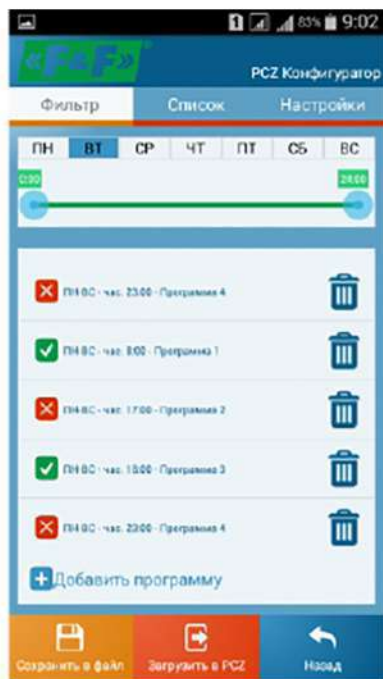 1 83% 9:02
«F&F»®
PCZ Конфигуратор
Фильтр Список Настройки
ПН ВТ СР ЧТ ПТ СБ ВС
0:00 24:00
ПН-ВС - час. 23:00 - Программа 4
ПН-ВС - час. 8:00 - Программа 1
ПН-ВС - час. 17:00 - Программа 2
ПН-ВС - час. 18:00 - Программа 3
ПН-ВС - час. 23:00 - Программа 4
Добавить программу
Сохранить в файл Загрузить в PCZ Назад